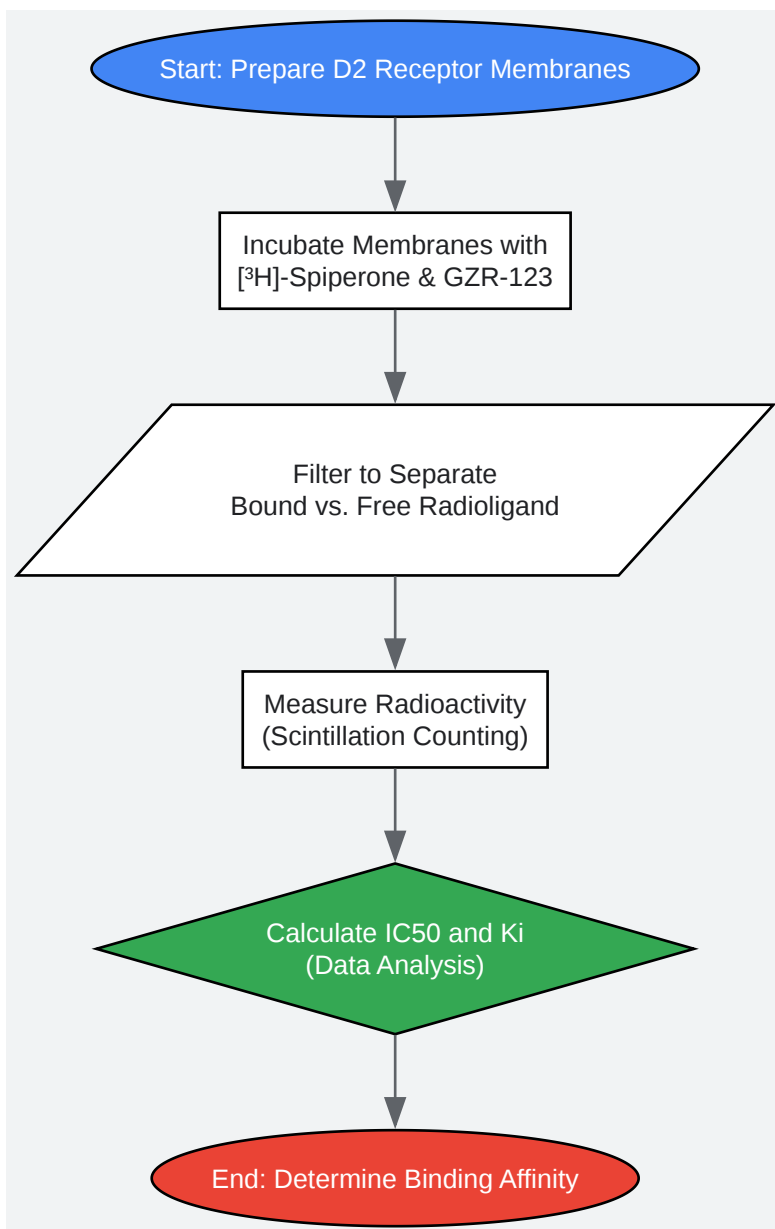 Start: Prepare D2 Receptor Membranes
Incubate Membranes with
[³H]-Spiperone & GZR-123
Filter to Separate
Bound vs. Free Radioligand
Measure Radioactivity
(Scintillation Counting)
Calculate IC50 and Ki
(Data Analysis)
End: Determine Binding Affinity